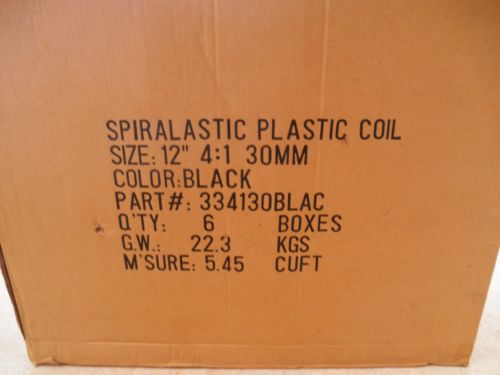 SPIRALASTIC PLASTIC COIL
SIZE: 12" 4:1 30MM
COLOR:BLACK
PART#: 334130BLAC
Q'TY: 6 BOXES
G.W.: 22.3 KGS
M'SURE: 5.45 CUFT